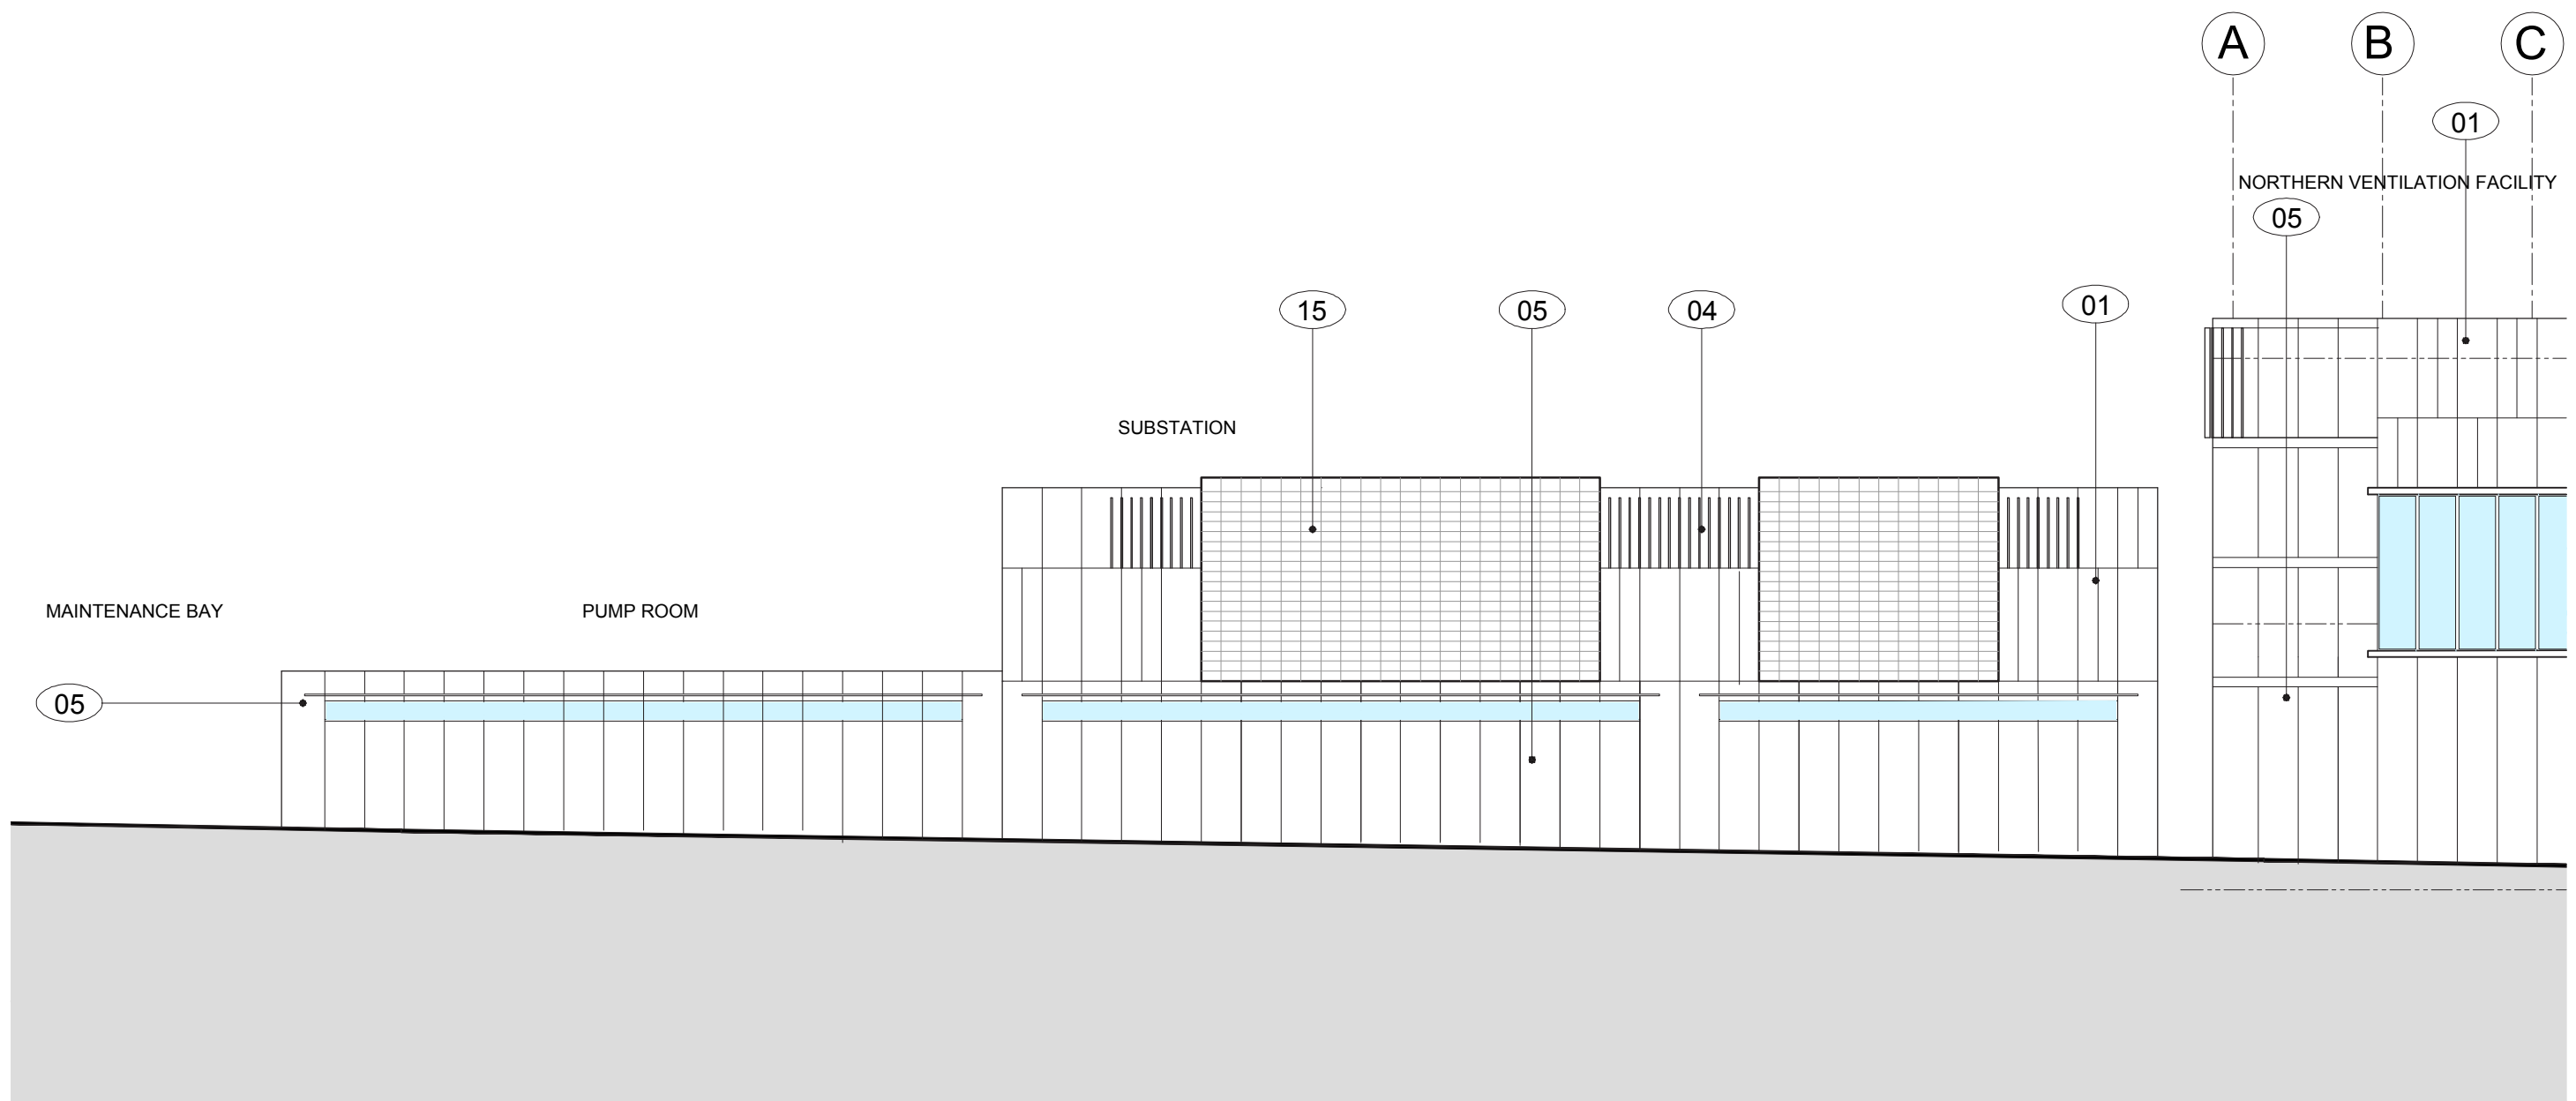 A B C
01
NORTHERN VENTILATION FACILITY
05
15 05 04 01
SUBSTATION
MAINTENANCE BAY PUMP ROOM
05